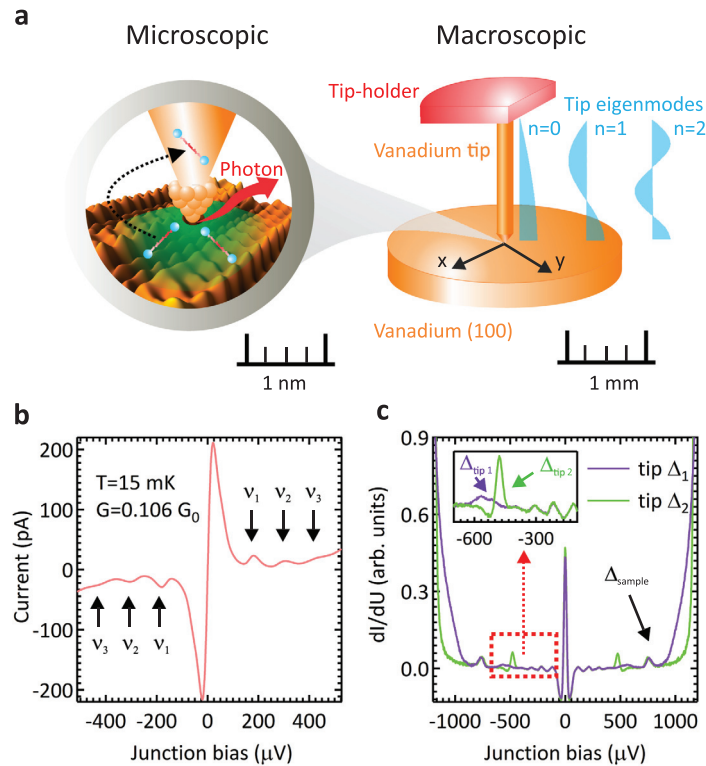 a
Microscopic
Macroscopic
Tip-holder
Tip eigenmodes
n=0
n=1
n=2
Vanadium tip
Photon
x
y
Vanadium (100)
1 nm
1 mm
b
200
100
0
-100
-200
Current (pA)
T=15 mK
G=0.106 G₀
ν₁
ν₂
ν₃
ν₃
ν₂
ν₁
-400
-200
0
200
400
Junction bias (μV)
c
0.9
0.6
0.3
0.0
dI/dU (arb. units)
Δtip 1
Δtip 2
-600
-300
tip Δ₁
tip Δ₂
Δsample
-1000
-500
0
500
1000
Junction bias (μV)